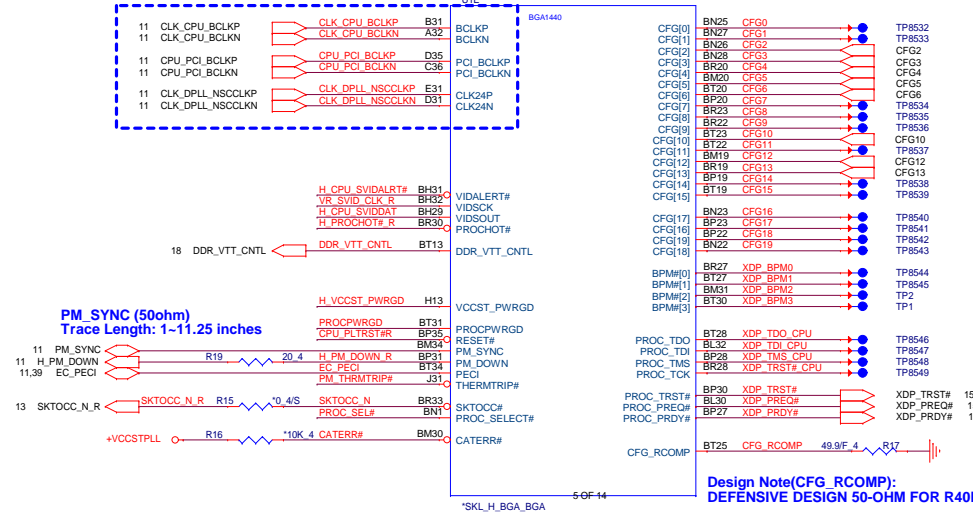 BGA1440
11 CLK_CPU_BCLKP CLK_CPU_BCLKP B31 BCLKP
11 CLK_CPU_BCLKN CLK_CPU_BCLKN A32 BCLKN
11 CPU_PCI_BCLKP CPU_PCI_BCLKP D35 PCI_BCLKP
11 CPU_PCI_BCLKN CPU_PCI_BCLKN C36 PCI_BCLKN
11 CLK_DPLL_NSCCLKP CLK_DPLL_NSCCLKP E31 CLK24P
11 CLK_DPLL_NSCCLKN CLK_DPLL_NSCCLKN D31 CLK24N
H_CPU_SVIDALRT# BH31 VIDALERT#
VR_SVID_CLK_R BH32 VIDSCK
H_CPU_SVIDDAT BH29 VIDSOUT
H_PROCHOT#_R BR30 PROCHOT#
18 DDR_VTT_CNTL DDR_VTT_CNTL BT13 DDR_VTT_CNTL
H_VCCST_PWRGD H13 VCCST_PWRGD
PM_SYNC (50ohm)
Trace Length: 1~11.25 inches
PROCPWRGD BT31 PROCPWRGD
CPU_PLTRST#R BP35 RESET#
11 PM_SYNC BM34 PM_SYNC
11 H_PM_DOWN R19 20_4 H_PM_DOWN_R BP31 PM_DOWN
11,39 EC_PECI EC_PECI BT34 PECI
PM_THRMTRIP# J31 THERMTRIP#
13 SKTOCC_N_R SKTOCC_N_R R15 *0_4/S SKTOCC_N BR33 SKTOCC#
PROC_SEL# BN1 PROC_SELECT#
+VCCSTPLL R16 *10K_4 CATERR# BM30 CATERR#
CFG[0] BN25 CFG0 TP8532
CFG[1] BN27 CFG1 TP8533
CFG[2] BN26 CFG2 CFG2
CFG[3] BN28 CFG3 CFG3
CFG[4] BR20 CFG4 CFG4
CFG[5] BM20 CFG5 CFG5
CFG[6] BT20 CFG6 CFG6
CFG[7] BP20 CFG7 TP8534
CFG[8] BR23 CFG8 TP8535
CFG[9] BR22 CFG9 TP8536
CFG[10] BT23 CFG10 CFG10
CFG[11] BT22 CFG11 TP8537
CFG[12] BM19 CFG12 CFG12
CFG[13] BR19 CFG13 CFG13
CFG[14] BP19 CFG14 TP8538
CFG[15] BT19 CFG15 TP8539
CFG[17] BN23 CFG16 TP8540
CFG[16] BP23 CFG17 TP8541
CFG[19] BP22 CFG18 TP8542
CFG[18] BN22 CFG19 TP8543
BPM#[0] BR27 XDP_BPM0 TP8544
BPM#[1] BT27 XDP_BPM1 TP8545
BPM#[2] BM31 XDP_BPM2 TP2
BPM#[3] BT30 XDP_BPM3 TP1
PROC_TDO BT28 XDP_TDO_CPU TP8546
PROC_TDI BL32 XDP_TDI_CPU TP8547
PROC_TMS BP28 XDP_TMS_CPU TP8548
PROC_TCK BR28 XDP_TRST#_CPU TP8549
PROC_TRST# BP30 XDP_TRST# XDP_TRST# 15
PROC_PREQ# BL30 XDP_PREQ# XDP_PREQ# 1
PROC_PRDY# BP27 XDP_PRDY# XDP_PRDY# 1
CFG_RCOMP BT25 CFG_RCOMP 49.9/F_4 R17
Design Note(CFG_RCOMP):
DEFENSIVE DESIGN 50-OHM FOR
5 OF 14
*SKL_H_BGA_BGA